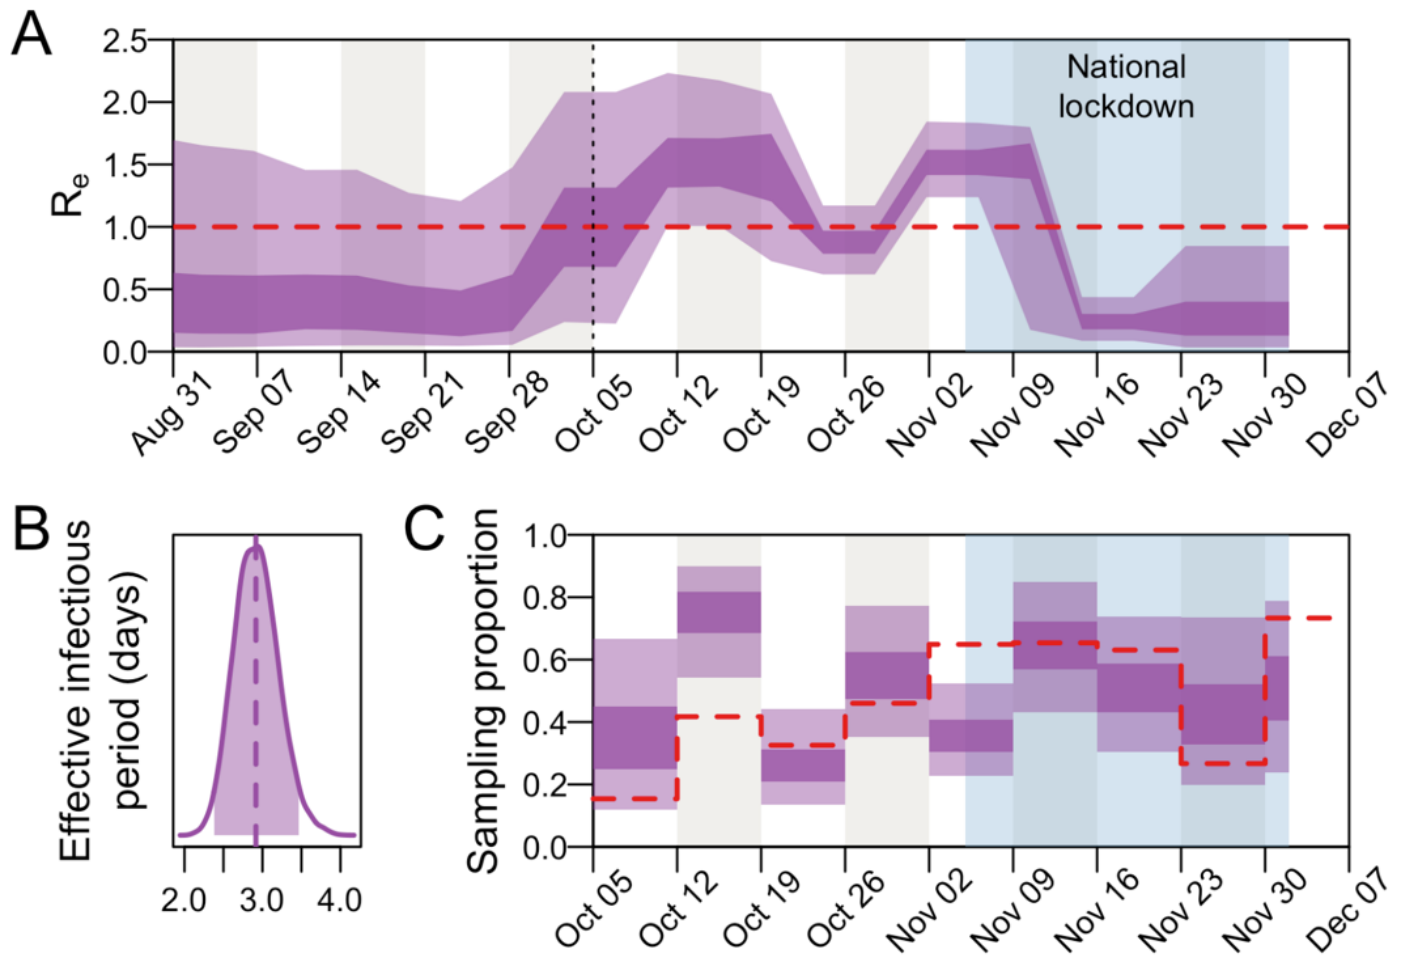 A
2.5
2.0
1.5
1.0
0.5
0.0
Re
National
lockdown
Aug 31
Sep 07
Sep 14
Sep 21
Sep 28
Oct 05
Oct 12
Oct 19
Oct 26
Nov 02
Nov 09
Nov 16
Nov 23
Nov 30
Dec 07
B
Effective infectious
period (days)
2.0
3.0
4.0
C
Sampling proportion
1.0
0.8
0.6
0.4
0.2
0.0
Oct 05
Oct 12
Oct 19
Oct 26
Nov 02
Nov 09
Nov 16
Nov 23
Nov 30
Dec 07